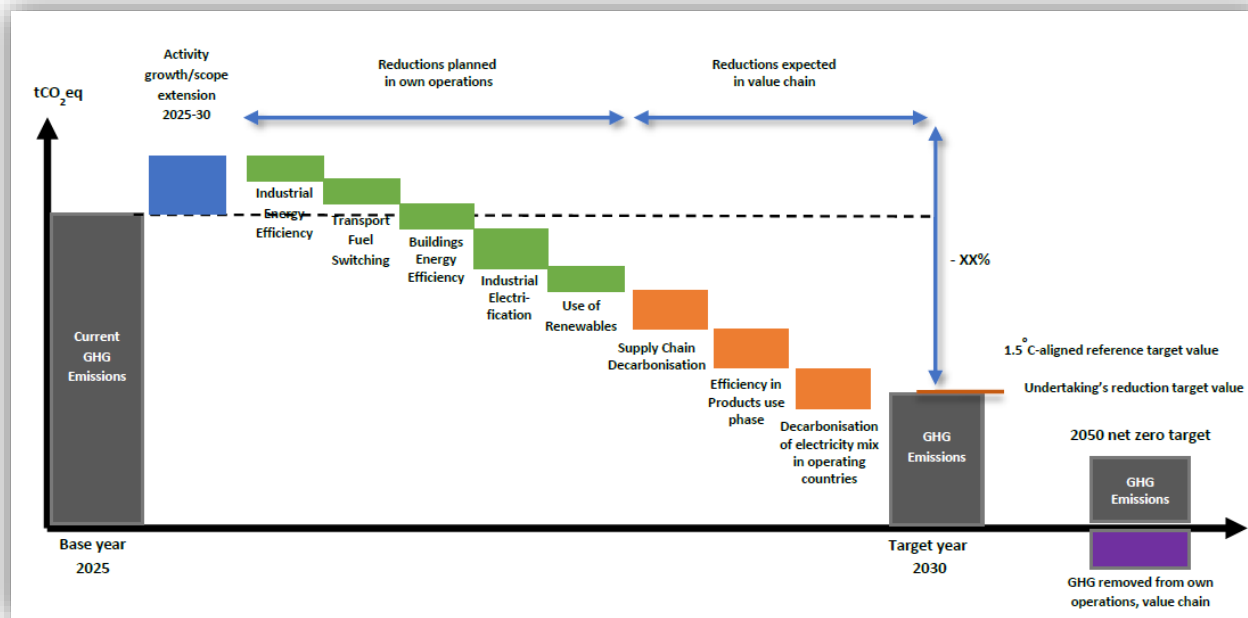 Activity
growth/scope
extension
2025-30
Reductions planned
in own operations
Reductions expected
in value chain
tCO2eq
Industrial
Energy
Efficiency
Transport
Fuel
Switching
Buildings
Energy
Efficiency
Industrial
Electri-
fication
Use of
Renewables
Supply Chain
Decarbonisation
Efficiency in
Products use
phase
Decarbonisation
of electricity mix
in operating
countries
- XX%
1.5°C-aligned reference target value
Undertaking's reduction target value
Current
GHG
Emissions
GHG
Emissions
2050 net zero target
GHG
Emissions
Base year
2025
Target year
2030
GHG removed from own
operations, value chain